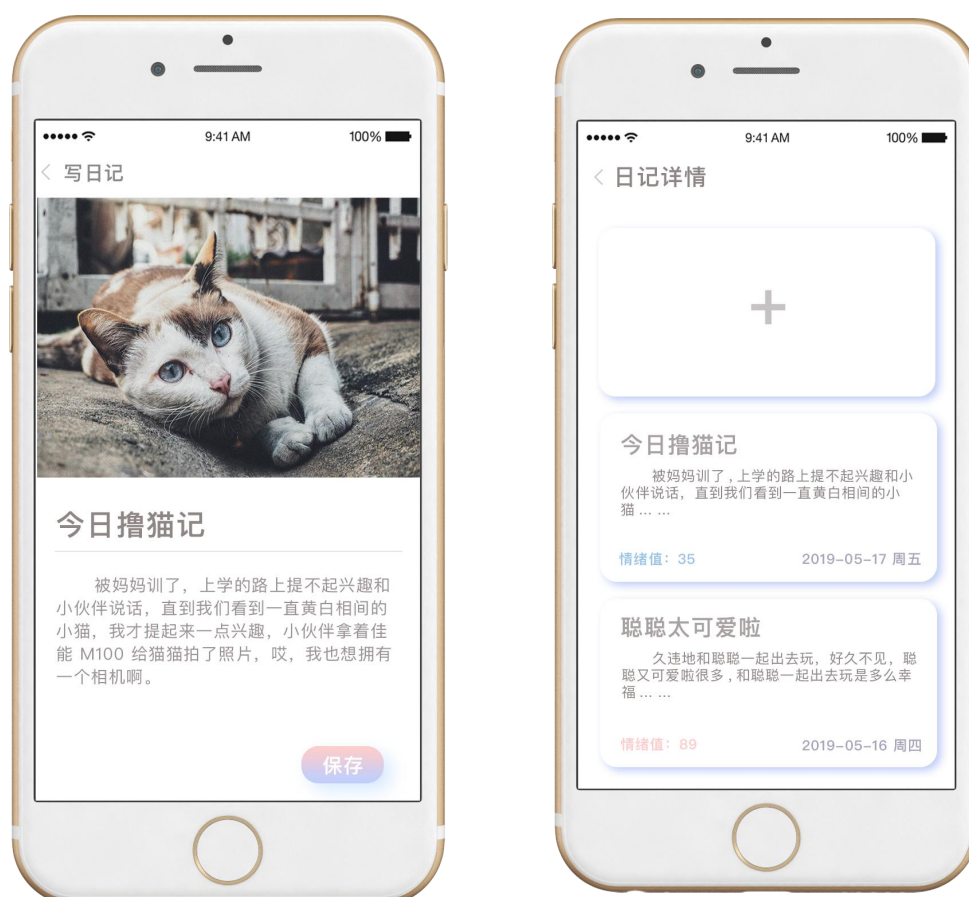 9:41 AM 100%
写日记
今日撸猫记
被妈妈训了，上学的路上提不起兴趣和
小伙伴说话，直到我们看到一直黄白相间的
小猫，我才提起来一点兴趣，小伙伴拿着佳
能 M100 给猫猫拍了照片，哎，我也想拥有
一个相机啊。
保存
9:41 AM 100%
日记详情
+
今日撸猫记
被妈妈训了，上学的路上提不起兴趣和小
伙伴说话，直到我们看到一直黄白相间的小
猫... ...
情绪值：35 2019-05-17 周五
聪聪太可爱啦
久违地和聪聪一起出去玩，好久不见，聪
聪又可爱啦很多，和聪聪一起出去玩是多么幸
福... ...
情绪值：89 2019-05-16 周四